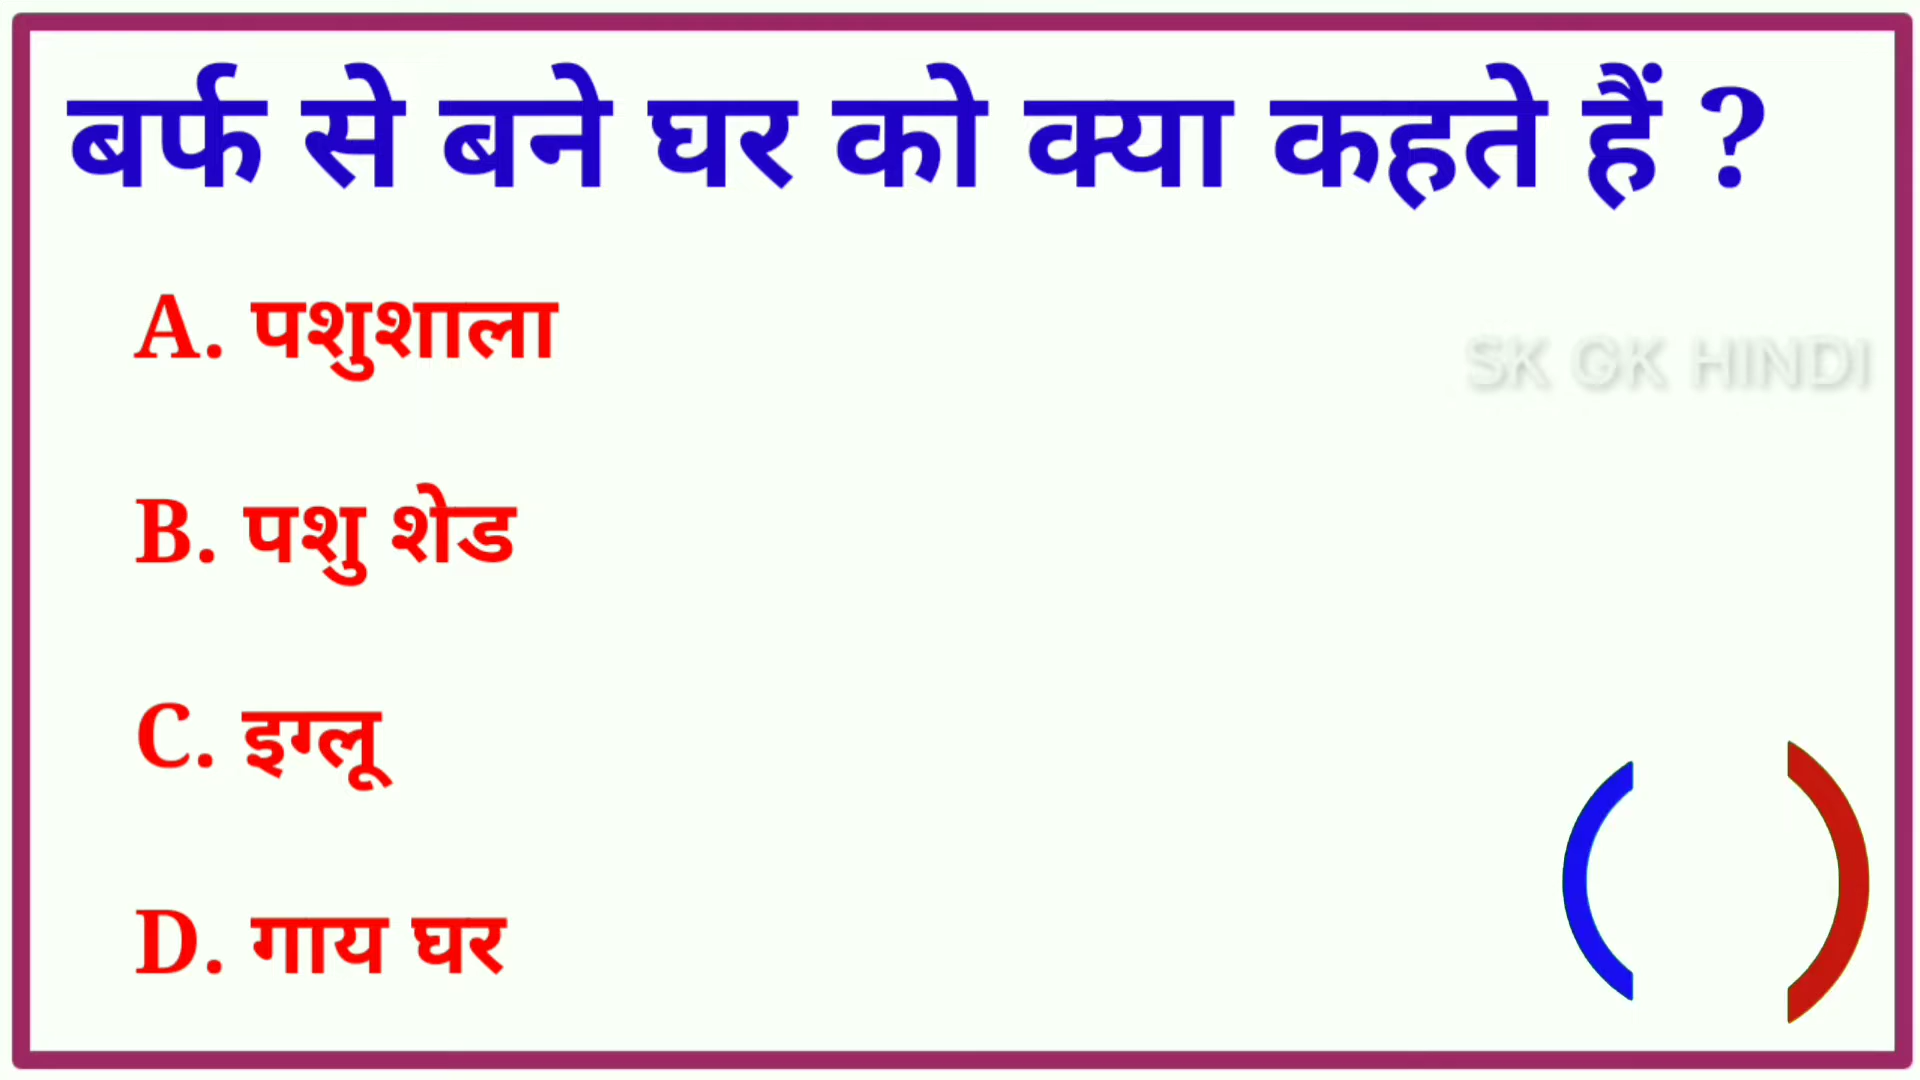 बर्फ से बने घर को क्या कहते हैं ?
A. पशुशाला
SK GK HINDI
B. पशु शेड
C. इग्लू
D. गाय घर